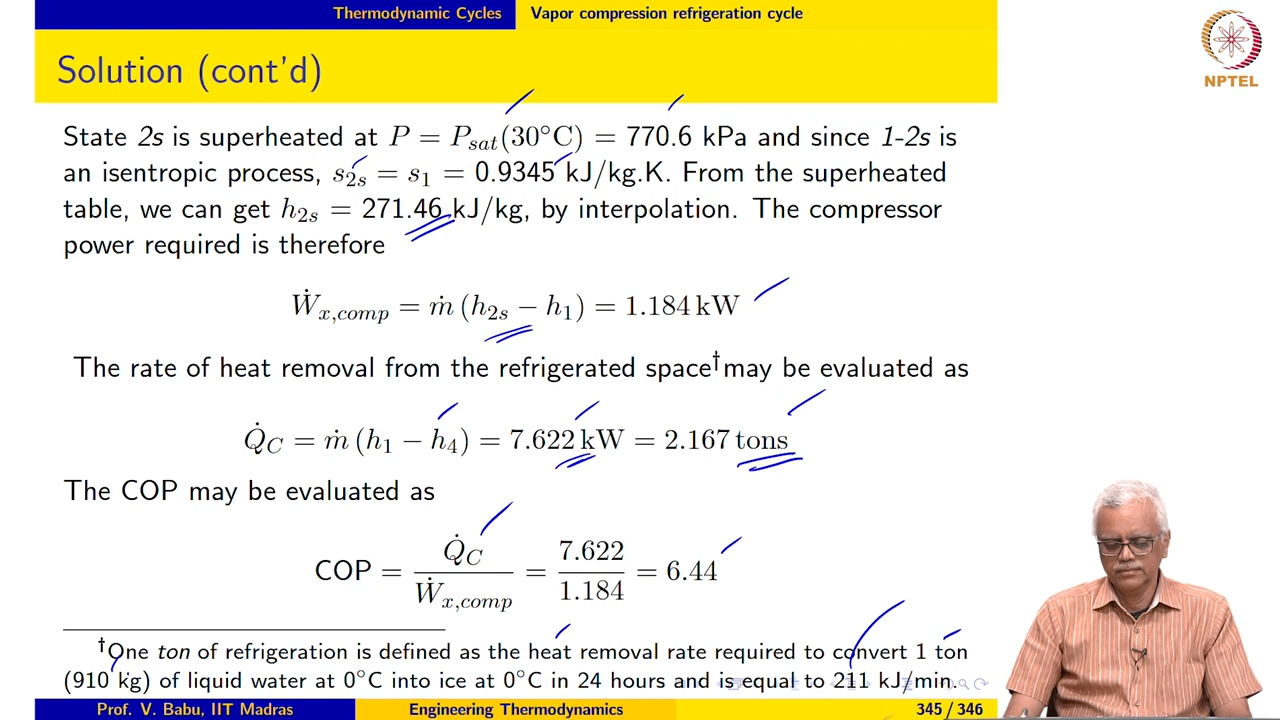 Thermodynamic Cycles Vapor compression refrigeration cycle
NPTEL
Solution (cont'd)
State 2s is superheated at P = P_sat(30°C) = 770.6 kPa and since 1-2s is
an isentropic process, s_2s = s_1 = 0.9345 kJ/kg.K. From the superheated
table, we can get h_2s = 271.46 kJ/kg, by interpolation. The compressor
power required is therefore
Ẇ_x,comp = ṁ (h_2s − h_1) = 1.184 kW
The rate of heat removal from the refrigerated space† may be evaluated as
Q̇_C = ṁ (h_1 − h_4) = 7.622 kW = 2.167 tons
The COP may be evaluated as
COP = Q̇_C / Ẇ_x,comp = 7.622 / 1.184 = 6.44
†One ton of refrigeration is defined as the heat removal rate required to convert 1 ton
(910 kg) of liquid water at 0°C into ice at 0°C in 24 hours and is equal to 211 kJ/min.
Prof. V. Babu, IIT Madras Engineering Thermodynamics 345 / 346